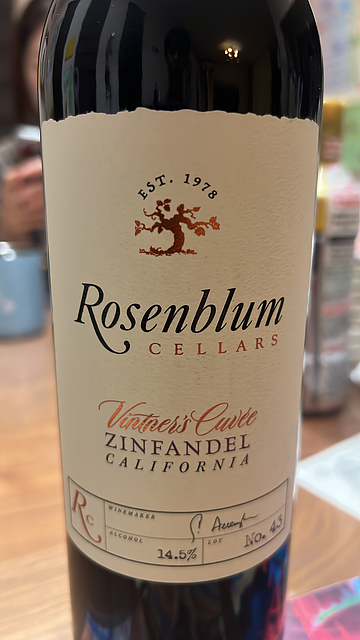 EST. 1978
Rosenblum
CELLARS
Vintner's Cuvée
ZINFANDEL
CALIFORNIA
Rc
WINEMAKER
ALCOHOL
14.5%
LOT
No. 43